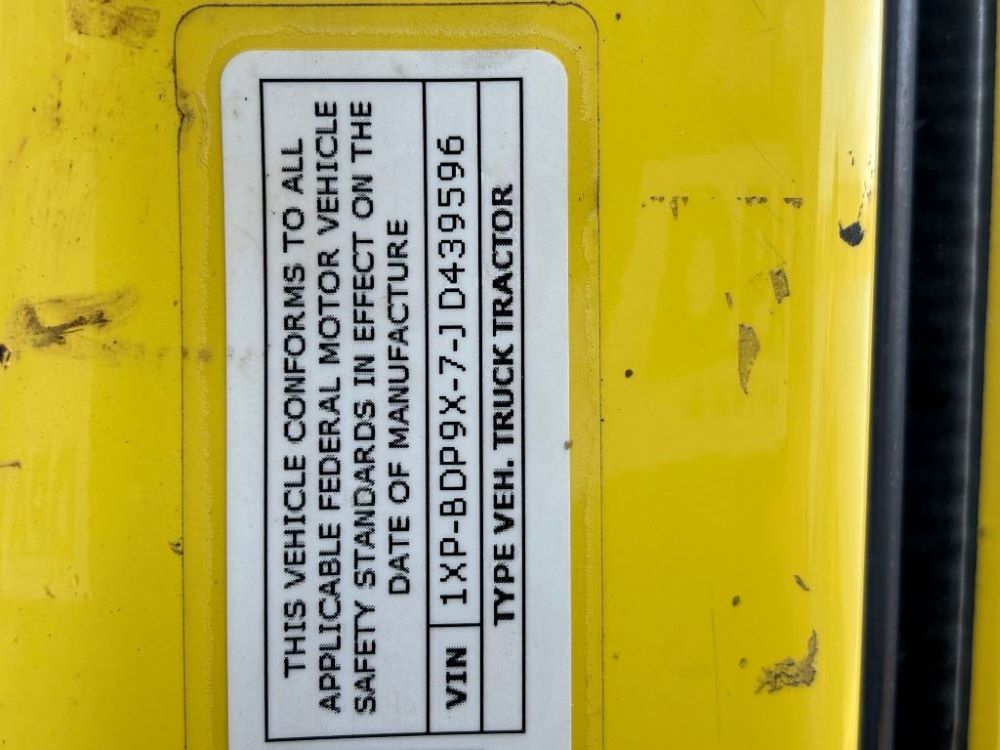 THIS VEHICLE CONFORMS TO ALL
APPLICABLE FEDERAL MOTOR VEHICLE
SAFETY STANDARDS IN EFFECT ON THE
DATE OF MANUFACTURE
VIN 1XP-BDP9X-7-JD439596
TYPE VEH. TRUCK TRACTOR